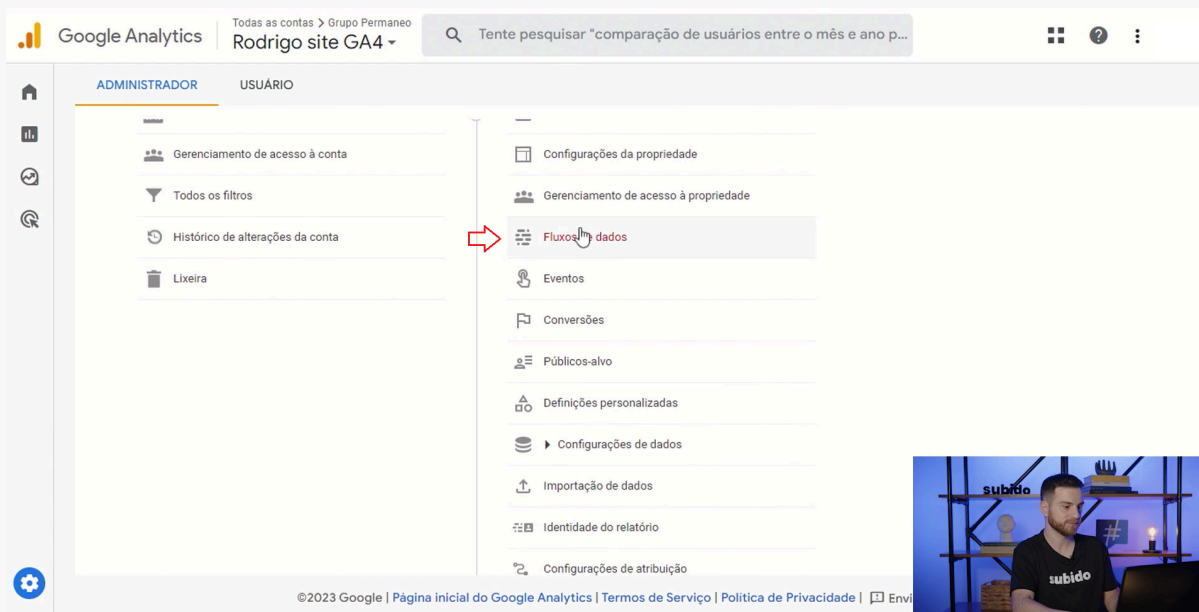 Google Analytics
Todas as contas > Grupo Permaneo
Rodrigo site GA4
Tente pesquisar "comparação de usuários entre o mês e ano p...
ADMINISTRADOR
USUÁRIO
Gerenciamento de acesso à conta
Todos os filtros
Histórico de alterações da conta
Lixeira
Configurações da propriedade
Gerenciamento de acesso à propriedade
Fluxos de dados
Eventos
Conversões
Públicos-alvo
Definições personalizadas
Configurações de dados
Importação de dados
Identidade do relatório
Configurações de atribuição
©2023 Google | Página inicial do Google Analytics | Termos de Serviço | Política de Privacidade | Envi
subido
subido